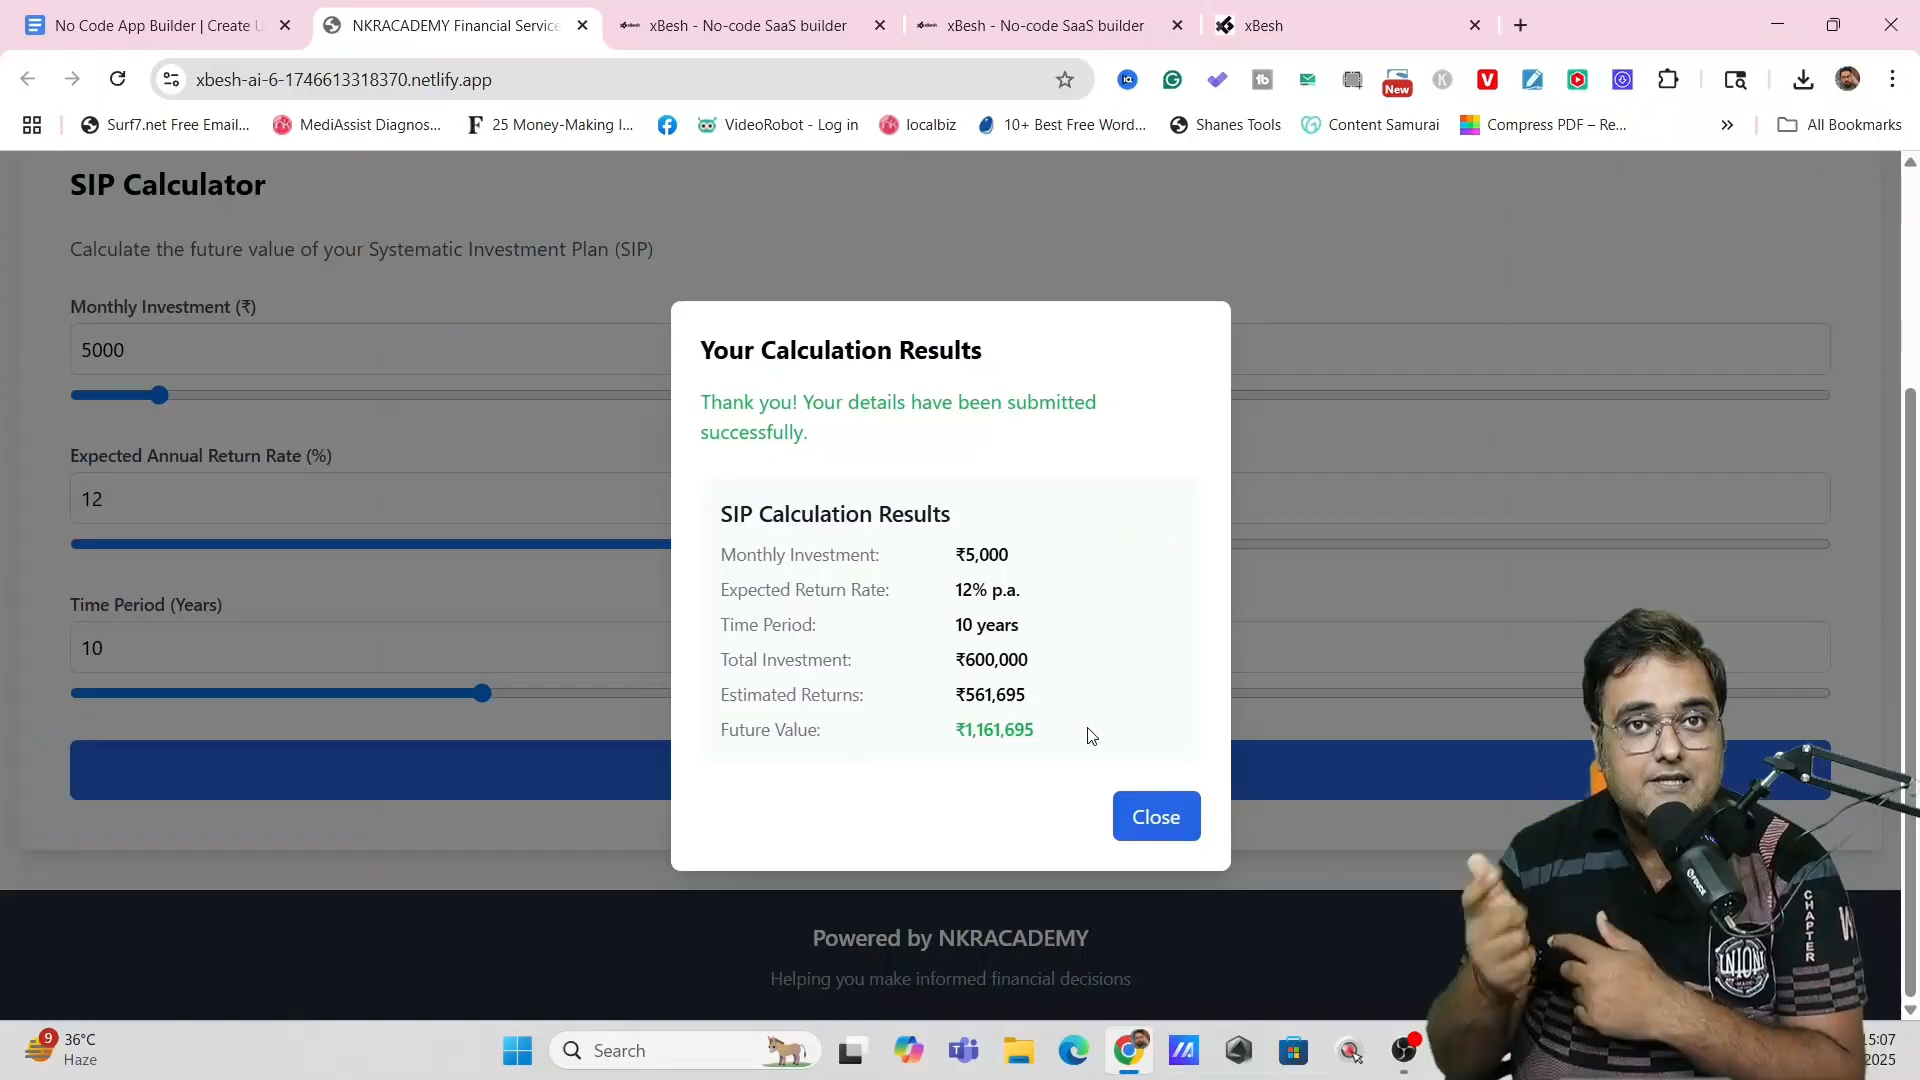 No Code App Builder | Create U
NKRACADEMY Financial Service
xBesh - No-code SaaS builder
xBesh - No-code SaaS builder
xBesh
xbesh-ai-6-1746613318370.netlify.app
New
Surf7.net Free Email...
MediAssist Diagnos...
25 Money-Making I...
VideoRobot - Log in
localbiz
10+ Best Free Word...
Shanes Tools
Content Samurai
Compress PDF – Re...
All Bookmarks
SIP Calculator
Calculate the future value of your Systematic Investment Plan (SIP)
Monthly Investment (₹)
5000
Expected Annual Return Rate (%)
12
Time Period (Years)
10
Your Calculation Results
Thank you! Your details have been submitted
successfully.
SIP Calculation Results
Monthly Investment: ₹5,000
Expected Return Rate: 12% p.a.
Time Period: 10 years
Total Investment: ₹600,000
Estimated Returns: ₹561,695
Future Value: ₹1,161,695
Close
CHAPTER
UNION
Powered by NKRACADEMY
Helping you make informed financial decisions
9
36°C
Haze
Search
5:07
2025